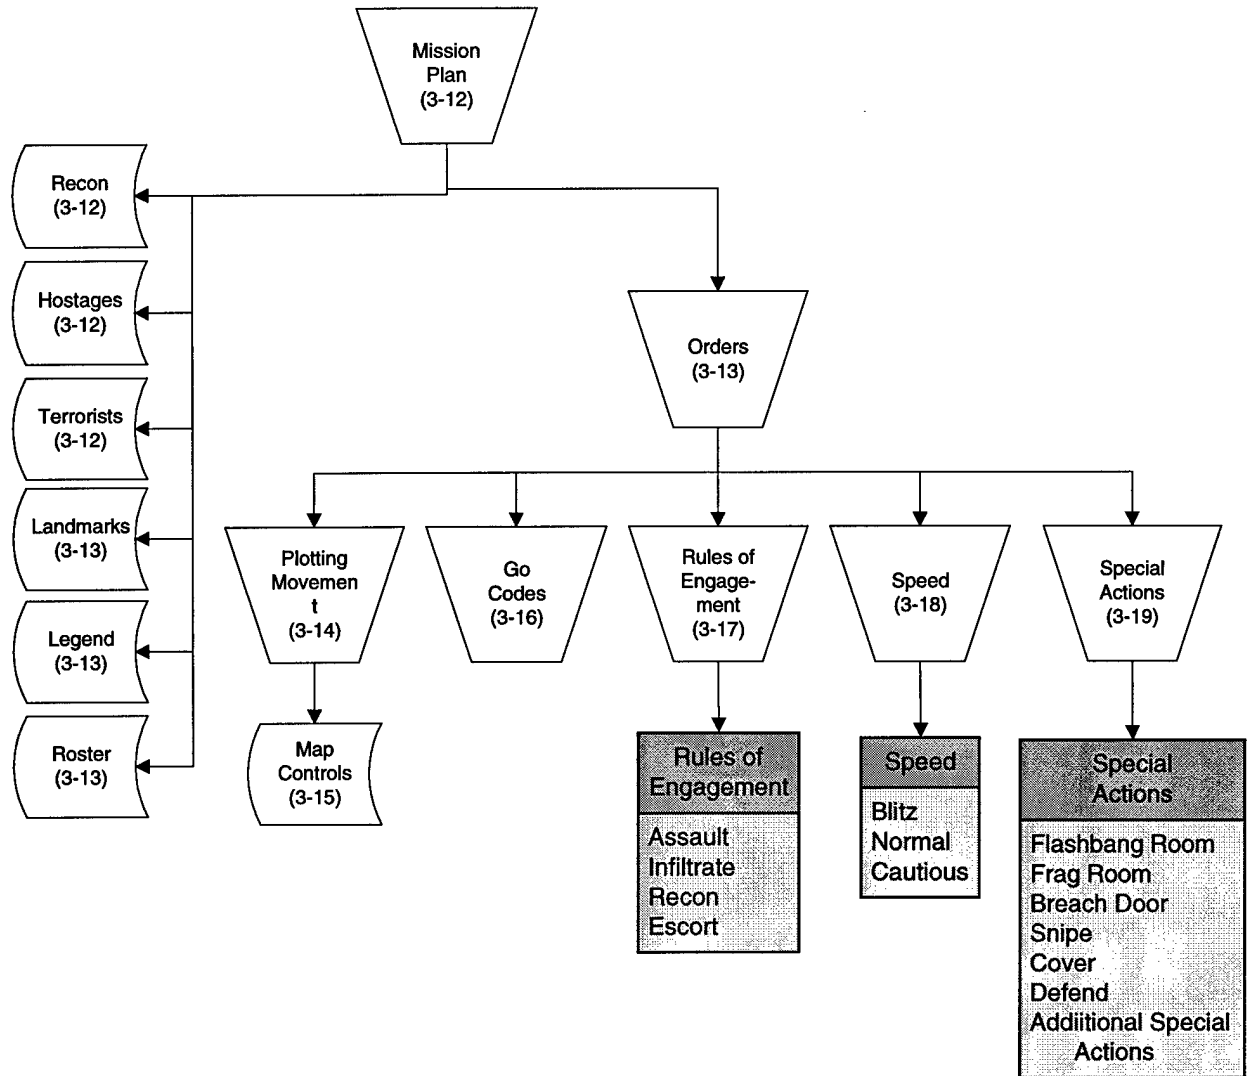 Mission
Plan
(3-12)
Recon
(3-12)
Hostages
(3-12)
Terrorists
(3-12)
Landmarks
(3-13)
Legend
(3-13)
Roster
(3-13)
Orders
(3-13)
Plotting
Movemen
t
(3-14)
Go
Codes
(3-16)
Rules of
Engage-
ment
(3-17)
Speed
(3-18)
Special
Actions
(3-19)
Map
Controls
(3-15)
Rules of
Engagement
Assault
Infiltrate
Recon
Escort
Speed
Blitz
Normal
Cautious
Special
Actions
Flashbang Room
Frag Room
Breach Door
Snipe
Cover
Defend
Addiitional Special
Actions